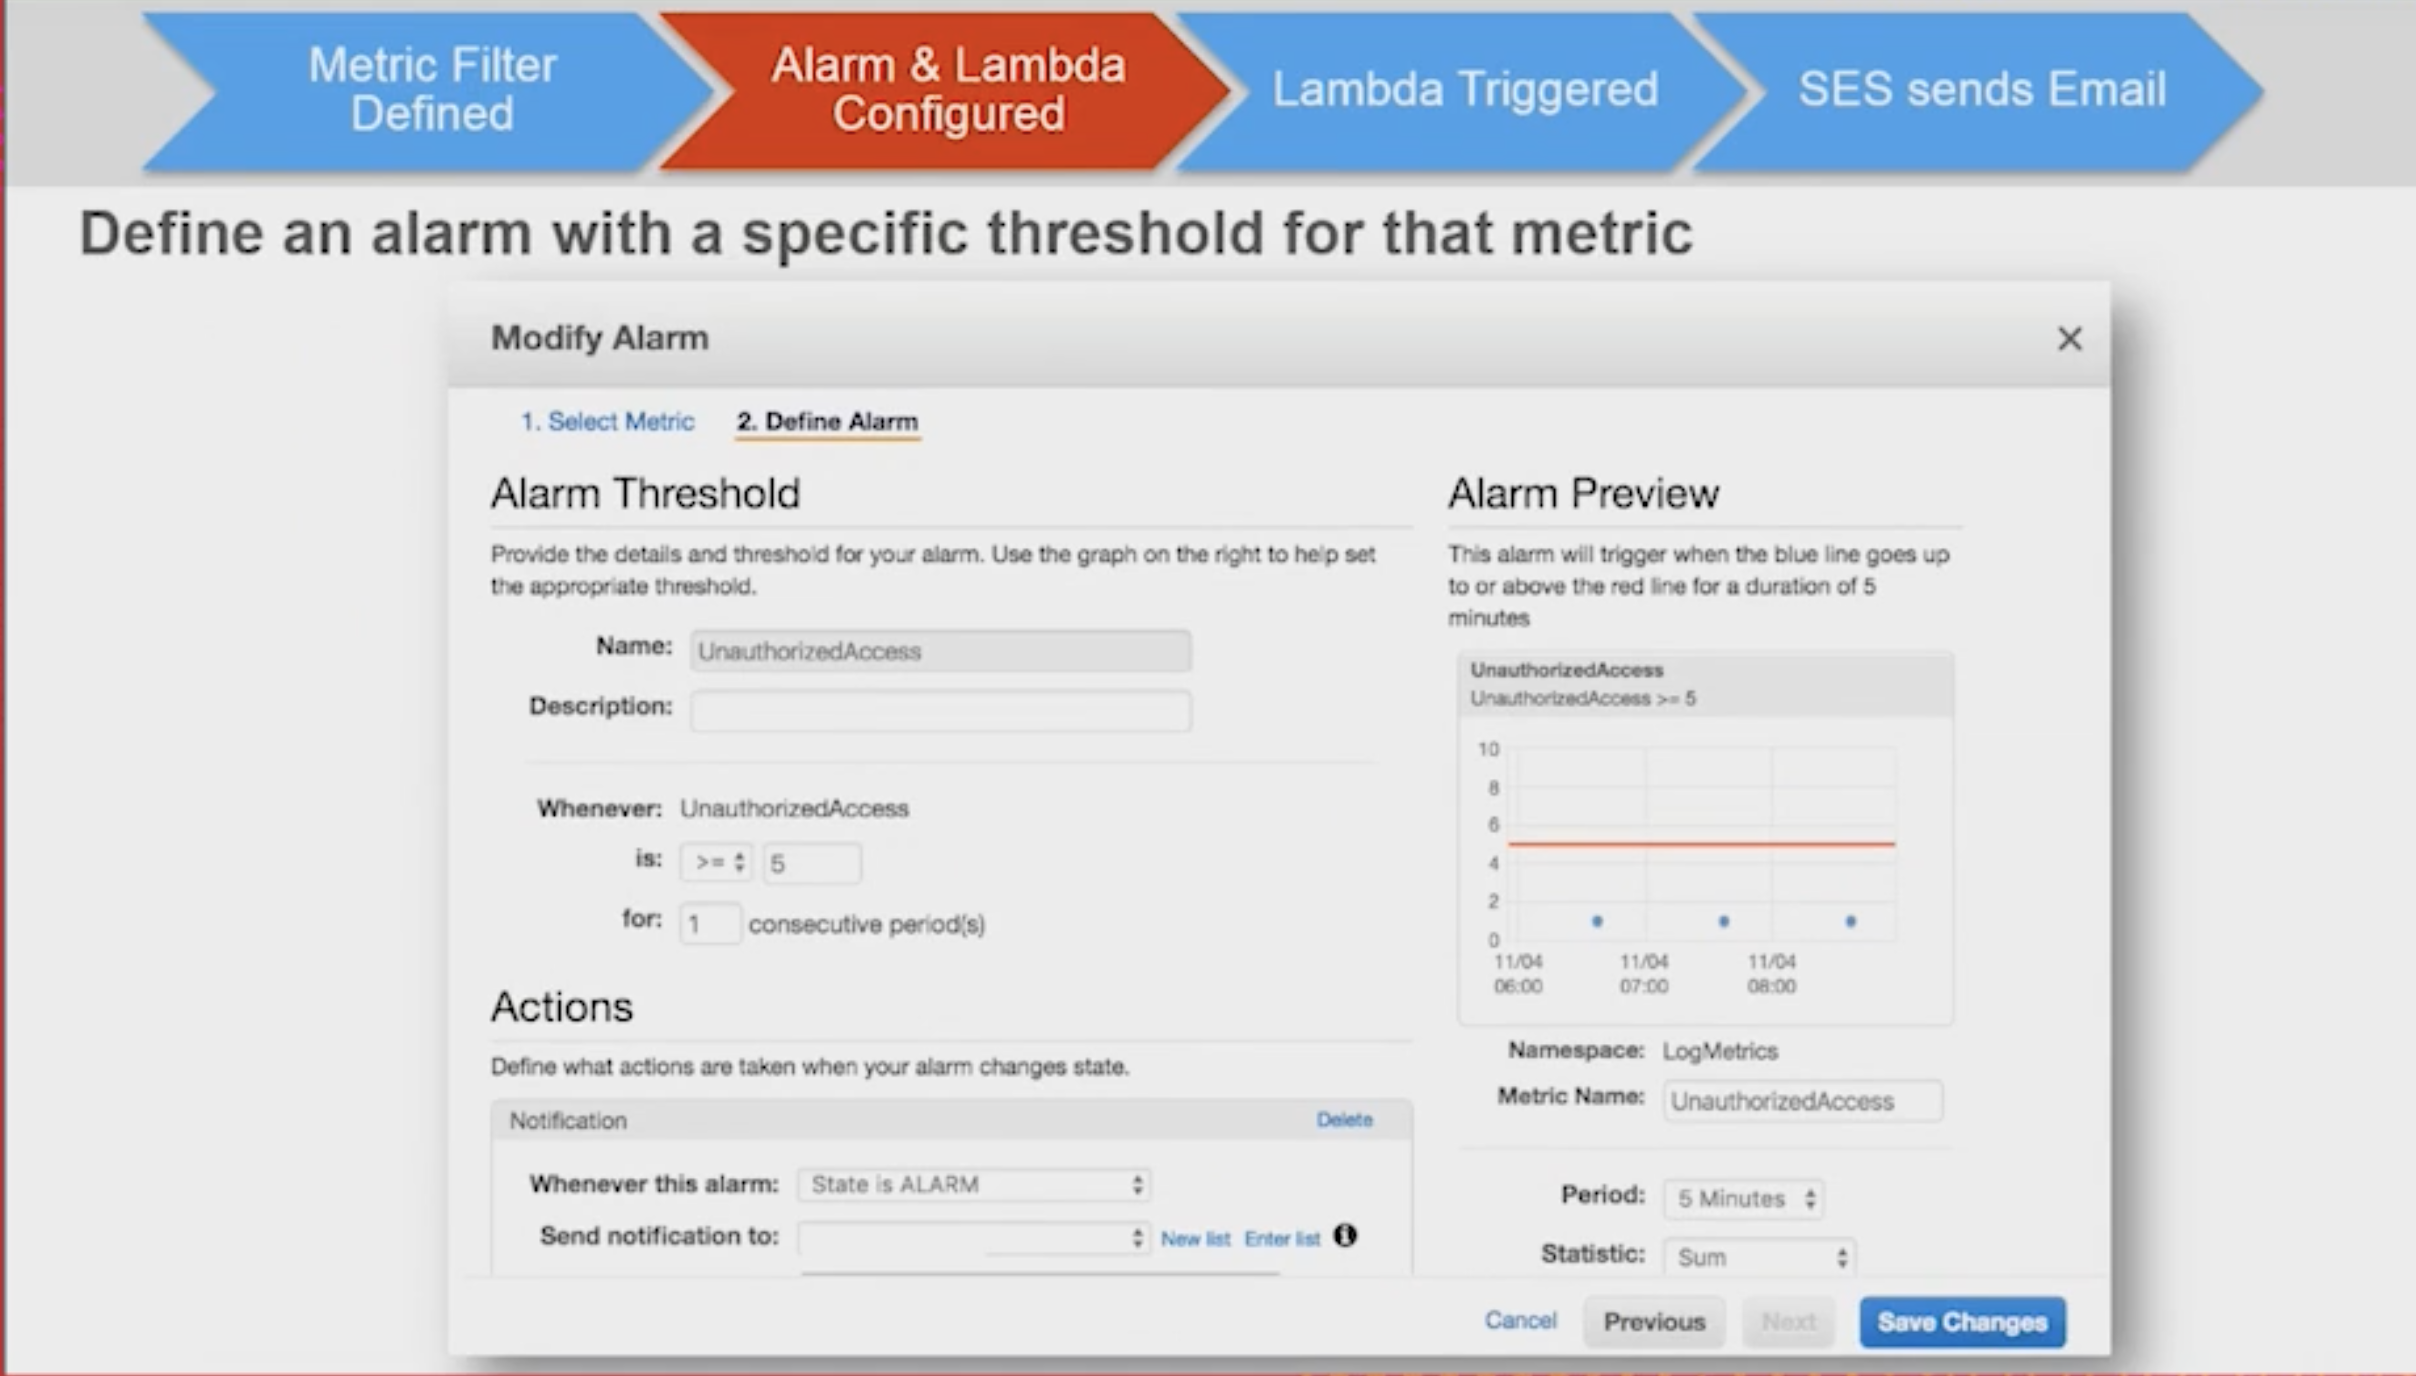 Metric Filter
Defined
Alarm & Lambda
Configured
Lambda Triggered
SES sends Email
Define an alarm with a specific threshold for that metric
Modify Alarm
×
1. Select Metric
2. Define Alarm
Alarm Threshold
Provide the details and threshold for your alarm. Use the graph on the right to help set
the appropriate threshold.
Name: UnauthorizedAccess
Description:
Whenever: UnauthorizedAccess
is: >= 5
for: 1 consecutive period(s)
Actions
Define what actions are taken when your alarm changes state.
Notification Delete
Whenever this alarm: State is ALARM
Send notification to: New list Enter list i
Alarm Preview
This alarm will trigger when the blue line goes up
to or above the red line for a duration of 5
minutes
UnauthorizedAccess
UnauthorizedAccess >= 5
10
8
6
4
2
0
11/04 11/04 11/04
06:00 07:00 08:00
Namespace: LogMetrics
Metric Name: UnauthorizedAccess
Period: 5 Minutes
Statistic: Sum
Cancel Previous Next Save Changes